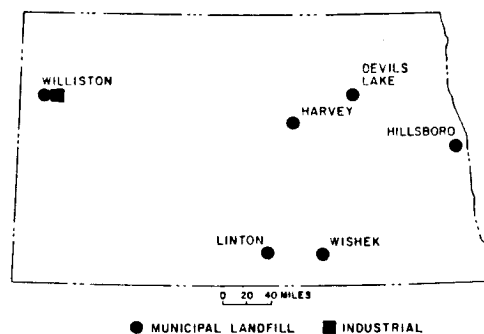 WILLISTON
DEVILS
LAKE
HARVEY
HILLSBORO
LINTON
WISHEK
0 20 40 MILES
MUNICIPAL LANDFILL
INDUSTRIAL